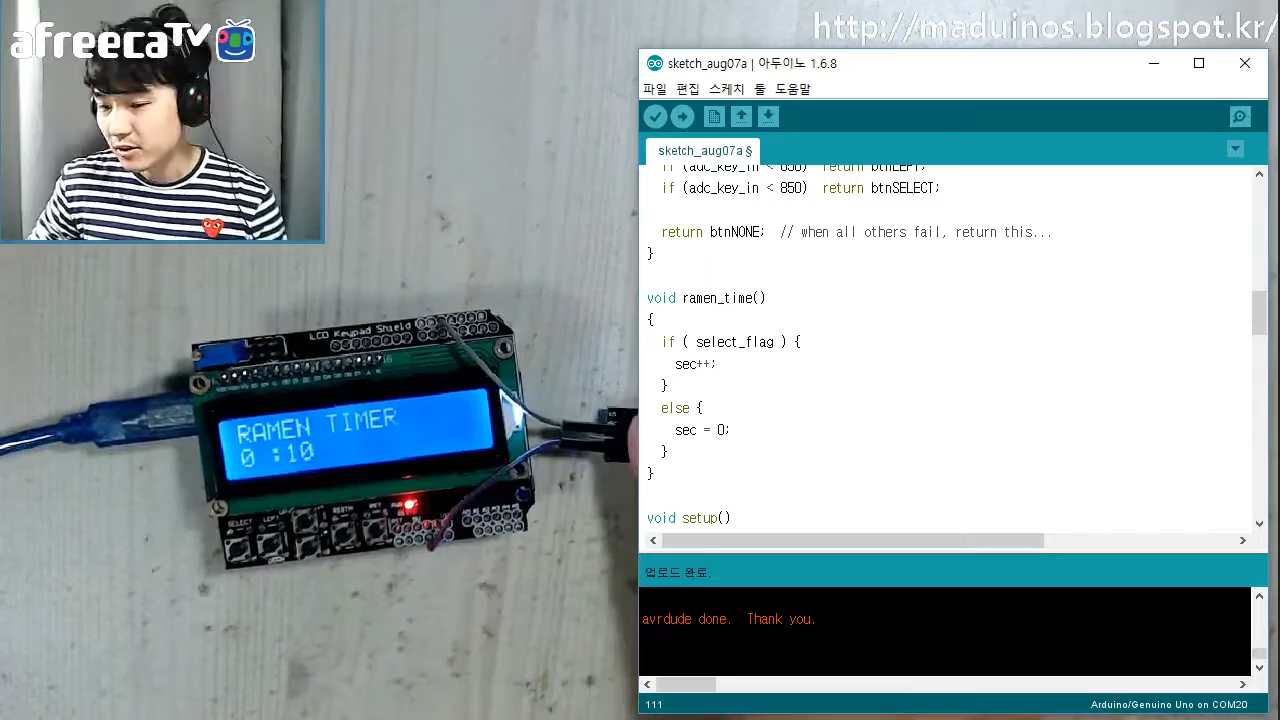 afreecaTV
http://maduinos.blogspot.kr/
sketch_aug07a | 아두이노 1.6.8
파일 편집 스케치 툴 도움말
sketch_aug07a §
if (adc_key_in < 850) return btnSELECT;
return btnNONE; // when all others fail, return this...
}
void ramen_time()
{
if ( select_flag ) {
sec++;
}
else {
sec = 0;
}
}
void setup()
업로드 완료.
avrdude done. Thank you.
111
Arduino/Genuino Uno on COM20
LCD Keypad Shield
RAMEN TIMER
0 :10
SELECT LEFT
RST